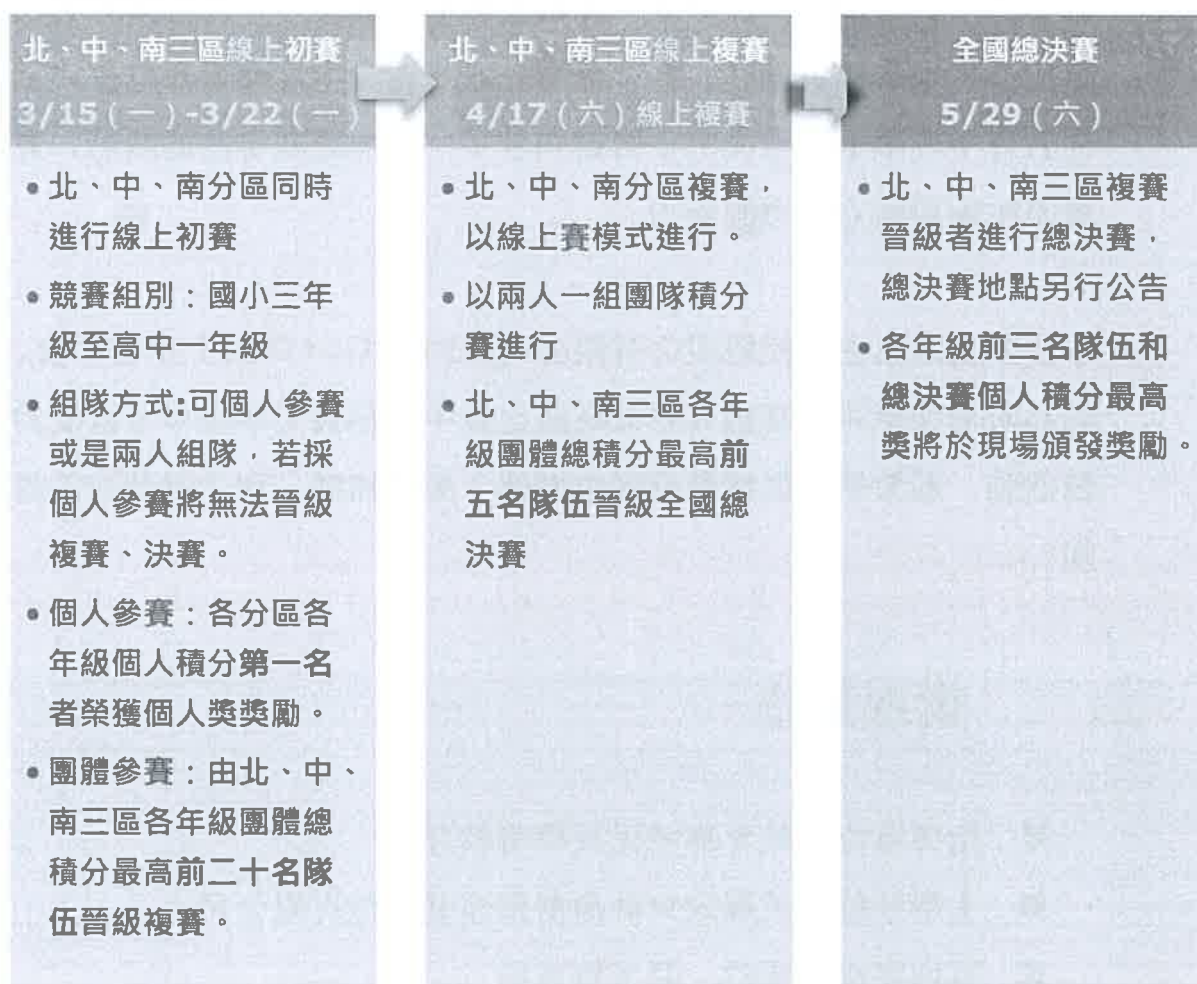 北、中、南三區線上初賽
3/15(一)-3/22(一)
• 北、中、南分區同時
進行線上初賽
• 競賽組別：國小三年
級至高中一年級
• 組隊方式:可個人參賽
或是兩人組隊，若採
個人參賽將無法晉級
複賽、決賽。
• 個人參賽：各分區各
年級個人積分第一名
者榮獲個人獎獎勵。
• 團體參賽：由北、中、
南三區各年級團體總
積分最高前二十名隊
伍晉級複賽。
北、中、南三區線上複賽
4/17(六)線上複賽
• 北、中、南分區複賽，
以線上賽模式進行。
• 以兩人一組團隊積分
賽進行
• 北、中、南三區各年
級團體總積分最高前
五名隊伍晉級全國總
決賽
全國總決賽
5/29(六)
• 北、中、南三區複賽
晉級者進行總決賽，
總決賽地點另行公告
• 各年級前三名隊伍和
總決賽個人積分最高
獎將於現場頒發獎勵。